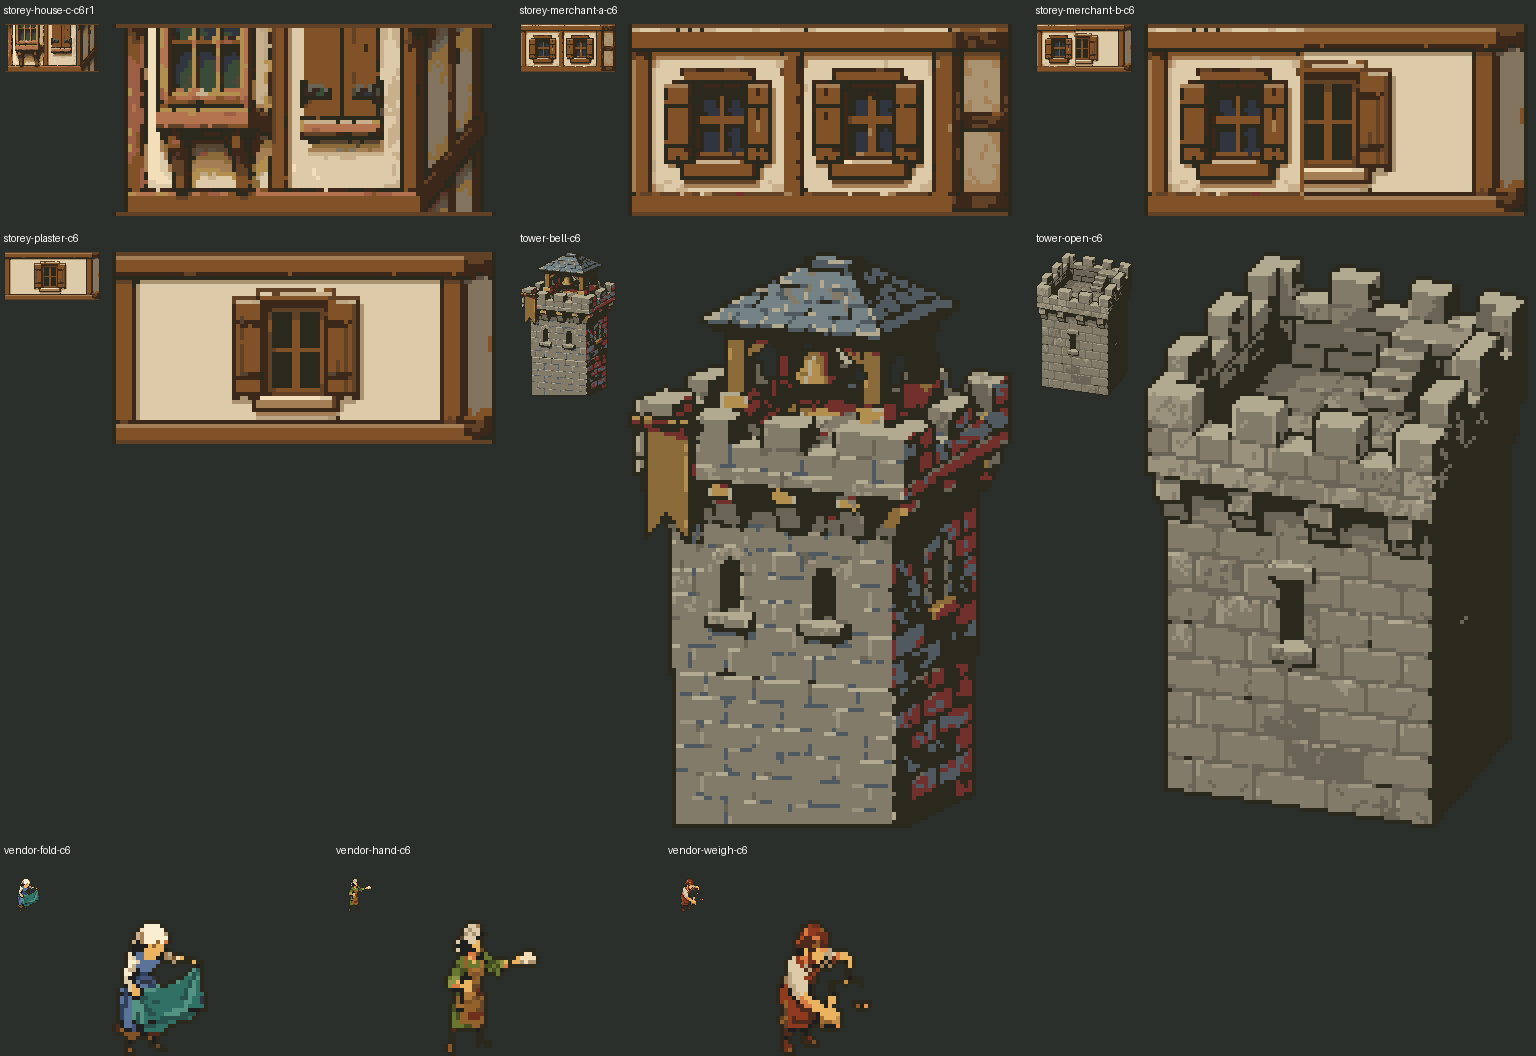 storey-house-c-c6r1
storey-merchant-a-c6
storey-merchant-b-c6
storey-plaster-c6
tower-bell-c6
tower-open-c6
vendor-fold-c6
vendor-hand-c6
vendor-weigh-c6